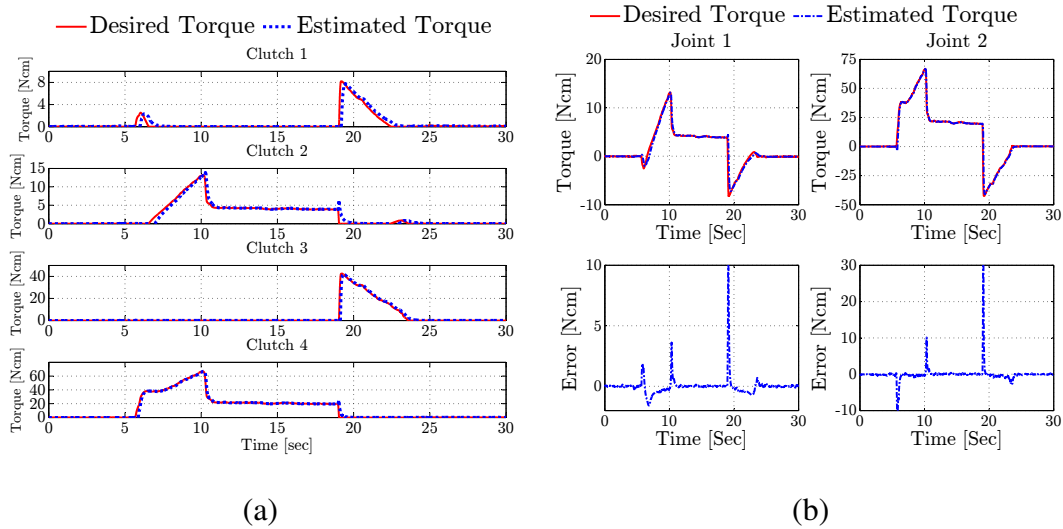 Desired Torque Estimated Torque
Clutch 1
Torque [Ncm]
8
4
0
0 5 10 15 20 25 30
Clutch 2
Torque [Ncm]
15
10
5
0
0 5 10 15 20 25 30
Clutch 3
Torque [Ncm]
40
20
0
0 5 10 15 20 25 30
Clutch 4
Torque [Ncm]
60
40
20
0
0 5 10 15 20 25 30
Time [sec]
(a)
Desired Torque Estimated Torque
Joint 1
Torque [Ncm]
20
10
0
-10
0 10 20 30
Time [Sec]
Joint 2
Torque [Ncm]
75
50
25
0
-25
-50
0 10 20 30
Time [Sec]
Error [Ncm]
10
5
0
0 10 20 30
Time [Sec]
Error [Ncm]
30
20
10
0
-10
0 10 20 30
Time [Sec]
(b)